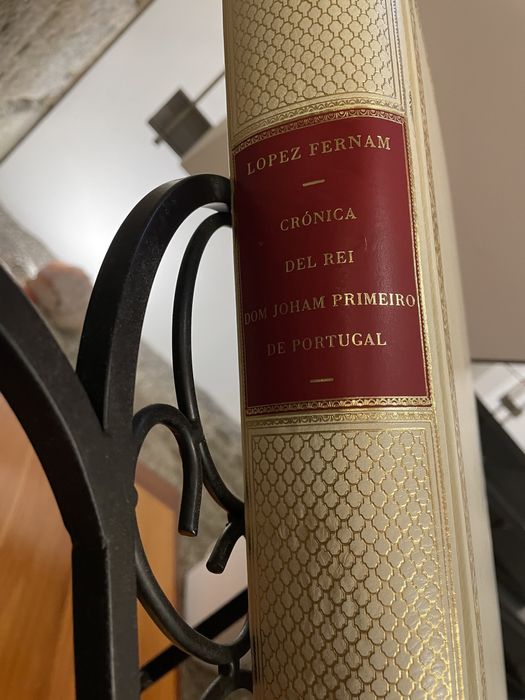 LOPEZ FERNAM
CRÓNICA
DEL REI
DOM JOHAM PRIMEIRO
DE PORTUGAL